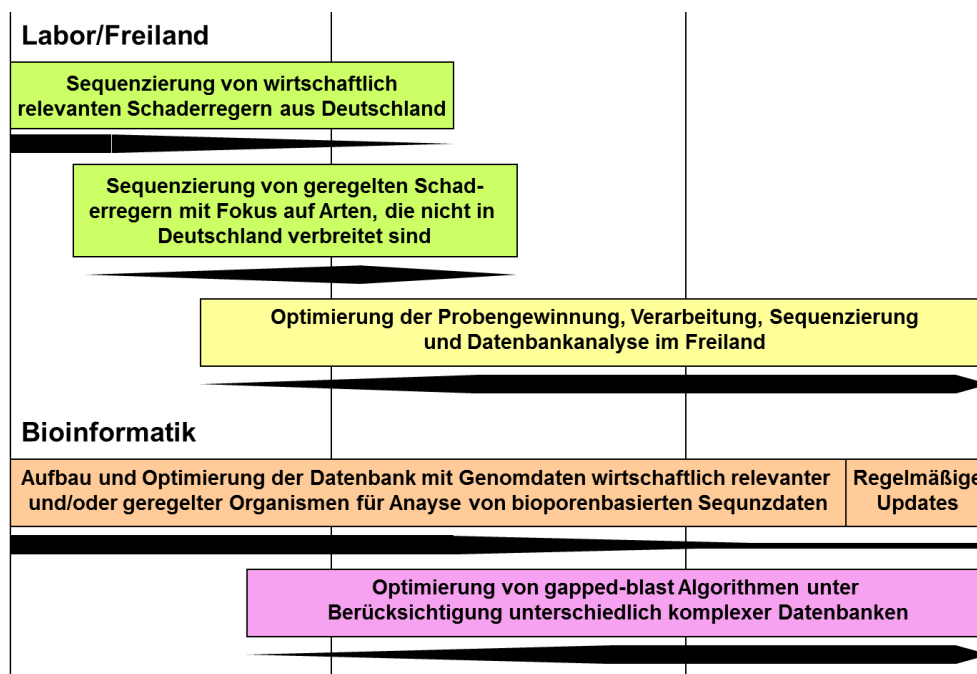 Labor/Freiland
Sequenzierung von wirtschaftlich
relevanten Schaderregern aus Deutschland
Sequenzierung von geregelten Schad-
erregern mit Fokus auf Arten, die nicht in
Deutschland verbreitet sind
Optimierung der Probengewinnung, Verarbeitung, Sequenzierung
und Datenbankanalyse im Freiland
Bioinformatik
Aufbau und Optimierung der Datenbank mit Genomdaten wirtschaftlich relevanter
und/oder geregelter Organismen für Anayse von bioporenbasierten Sequnzdaten
Regelmäßige
Updates
Optimierung von gapped-blast Algorithmen unter
Berücksichtigung unterschiedlich komplexer Datenbanken